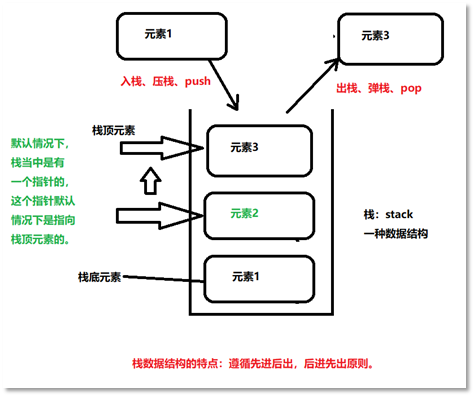 元素1
元素3
入栈、压栈、push
出栈、弹栈、pop
默认情况下，
栈当中是有
一个指针的，
这个指针默认
情况下是指向
栈顶元素的。
栈顶元素
元素3
元素2
栈：stack
一种数据结构
栈底元素
元素1
栈数据结构的特点：遵循先进后出，后进先出原则。